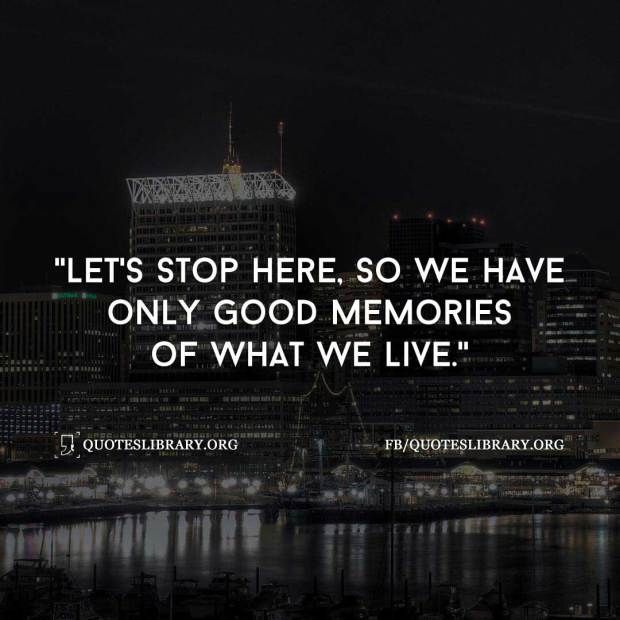 "LET'S STOP HERE, SO WE HAVE
ONLY GOOD MEMORIES
OF WHAT WE LIVE."
QUOTESLIBRARY.ORG
FB/QUOTESLIBRARY.ORG